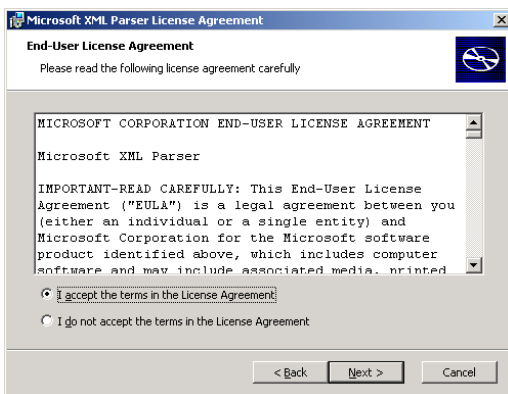 Microsoft XML Parser License Agreement
End-User License Agreement
Please read the following license agreement carefully
MICROSOFT CORPORATION END-USER LICENSE AGREEMENT
Microsoft XML Parser
IMPORTANT-READ CAREFULLY: This End-User License
Agreement ("EULA") is a legal agreement between you
(either an individual or a single entity) and
Microsoft Corporation for the Microsoft software
product identified above, which includes computer
software and may include associated media, printed
I accept the terms in the License Agreement
I do not accept the terms in the License Agreement
< Back Next > Cancel